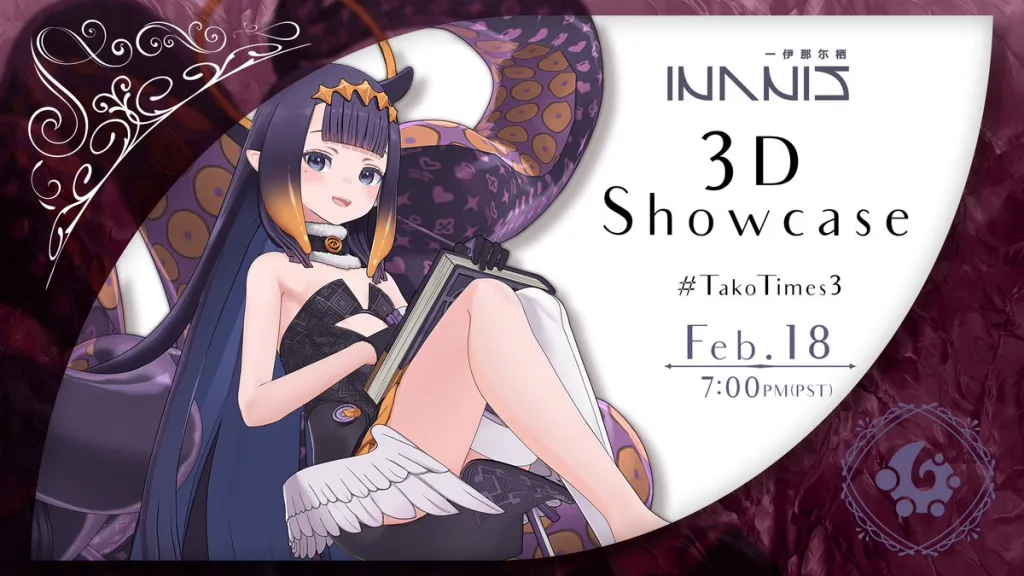 一伊那尔栖
INANIS
3D
Showcase
#TakoTimes3
Feb.18
7:00PM(PST)